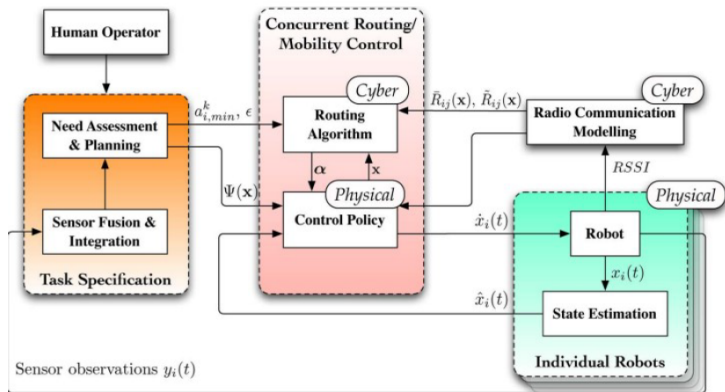 Human Operator
Concurrent Routing/
Mobility Control
Cyber
Routing
Algorithm
α
x
Physical
Control Policy
Need Assessment
& Planning
Sensor Fusion &
Integration
Task Specification
a^k_{i,min}, ϵ
Ψ(x)
R̄_{ij}(x), R̃_{ij}(x)
Cyber
Radio Communication
Modelling
RSSI
Physical
ẋ_i(t)
Robot
x_i(t)
x̂_i(t)
State Estimation
Individual Robots
Sensor observations y_i(t)